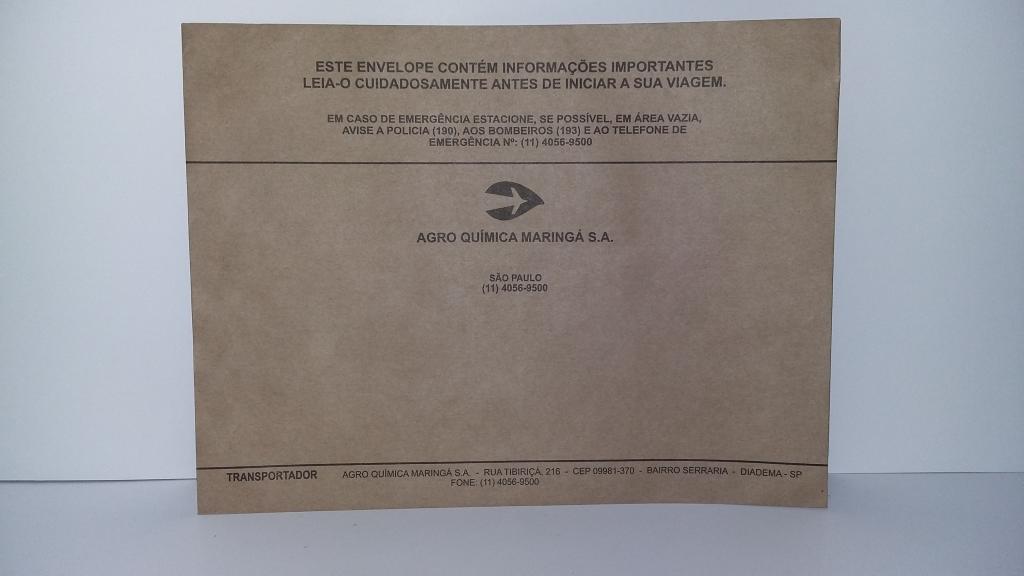 ESTE ENVELOPE CONTÉM INFORMAÇÕES IMPORTANTES
LEIA-O CUIDADOSAMENTE ANTES DE INICIAR A SUA VIAGEM.
EM CASO DE EMERGÊNCIA ESTACIONE, SE POSSÍVEL, EM ÁREA VAZIA,
AVISE A POLICIA (190), AOS BOMBEIROS (193) E AO TELEFONE DE
EMERGÊNCIA Nº: (11) 4056-9500
AGRO QUÍMICA MARINGÁ S.A.
SÃO PAULO
(11) 4056-9500
TRANSPORTADOR AGRO QUÍMICA MARINGÁ S.A. - RUA TIBIRIÇÁ, 216 - CEP 09981-370 - BAIRRO SERRARIA - DIADEMA - SP
FONE: (11) 4056-9500